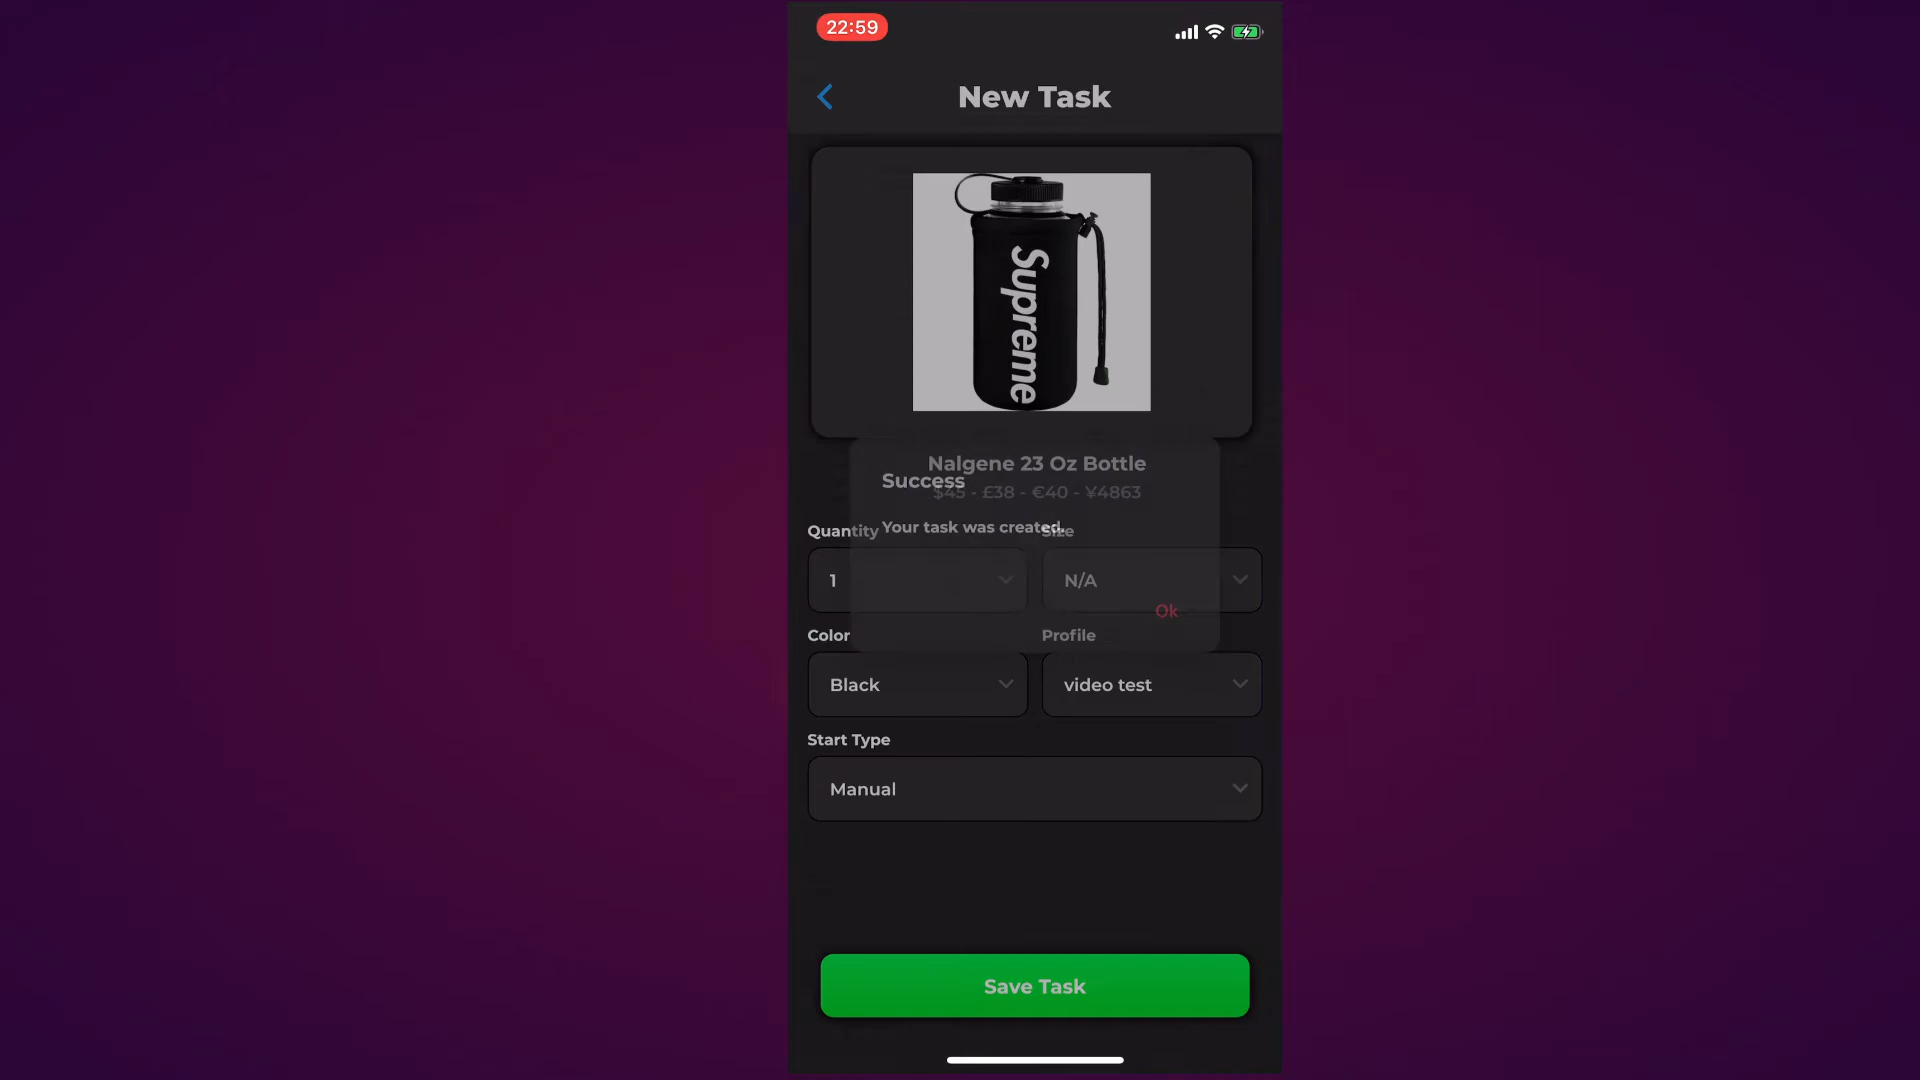 22:59
New Task
Supreme
Nalgene 23 Oz Bottle
Success
$45 - £38 - €40 - ¥4863
Quantity
Your task was created.
Size
1
N/A
Ok
Color
Profile
Black
video test
Start Type
Manual
Save Task